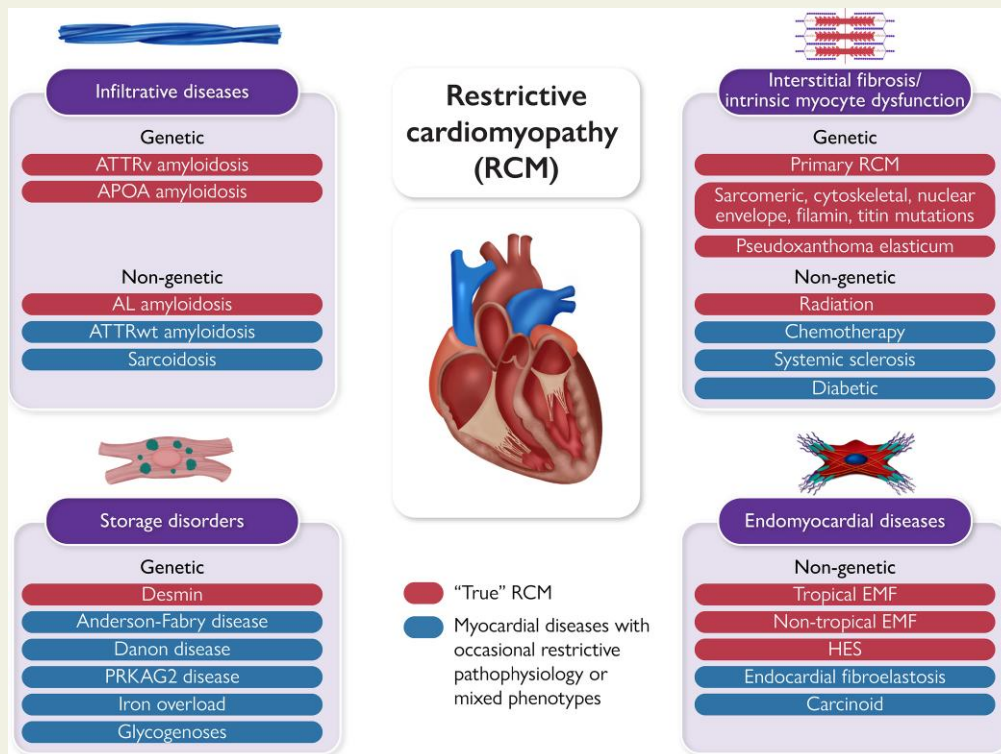 Infiltrative diseases
Genetic
ATTRv amyloidosis
APOA amyloidosis
Non-genetic
AL amyloidosis
ATTRwt amyloidosis
Sarcoidosis
Restrictive
cardiomyopathy
(RCM)
Interstitial fibrosis/
intrinsic myocyte dysfunction
Genetic
Primary RCM
Sarcomeric, cytoskeletal, nuclear
envelope, filamin, titin mutations
Pseudoxanthoma elasticum
Non-genetic
Radiation
Chemotherapy
Systemic sclerosis
Diabetic
Storage disorders
Genetic
Desmin
Anderson-Fabry disease
Danon disease
PRKAG2 disease
Iron overload
Glycogenoses
"True" RCM
Myocardial diseases with
occasional restrictive
pathophysiology or
mixed phenotypes
Endomyocardial diseases
Non-genetic
Tropical EMF
Non-tropical EMF
HES
Endocardial fibroelastosis
Carcinoid